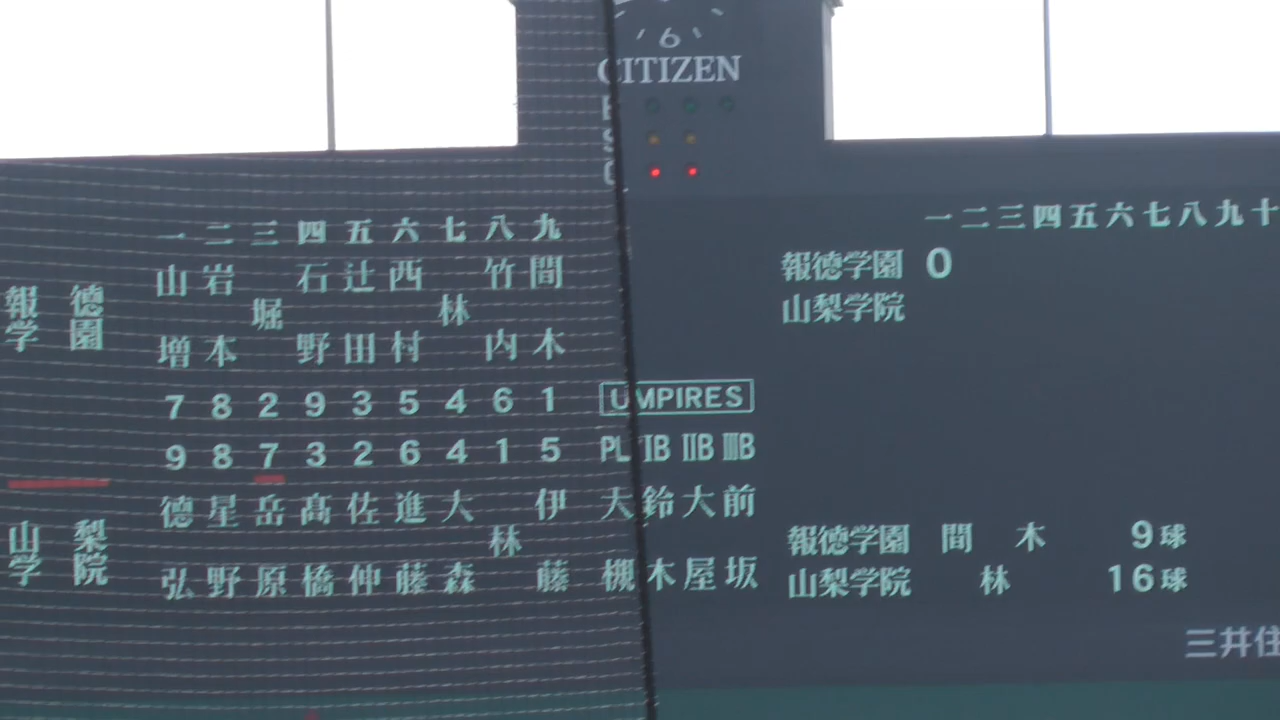 6
CITIZEN
B
S
O
一 二 三 四 五 六 七 八 九
報徳学園
山増 岩本 堀 石野 辻田 西村 林 竹内 間木
7 8 2 9 3 5 4 6 1
9 8 7 3 2 6 4 1 5
山梨学院
徳弘 星野 岳原 髙橋 佐仲 進藤 大森 林 伊藤
UMPIRES
PL IB IIB IIIB
大槻 鈴木 大屋 前坂
一 二 三 四 五 六 七 八 九 十
報徳学園 0
山梨学院
報徳学園 間木 9球
山梨学院 林 16球
三井住